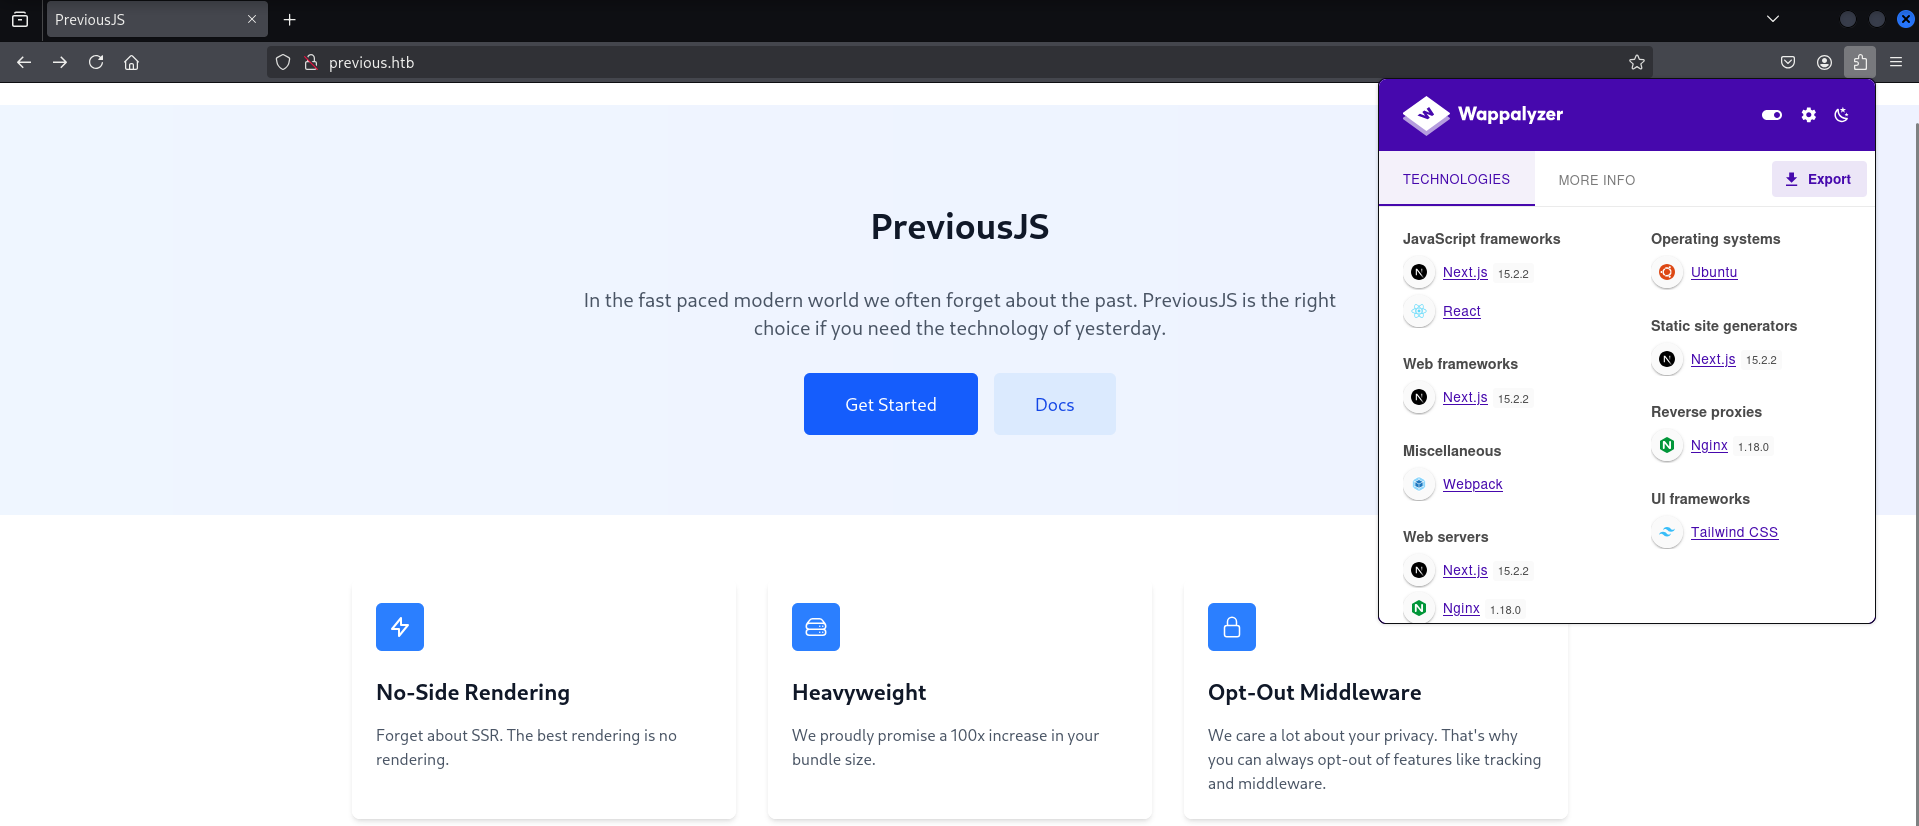 PreviousJS
previous.htb
PreviousJS
In the fast paced modern world we often forget about the past. PreviousJS is the right
choice if you need the technology of yesterday.
Get Started
Docs
No-Side Rendering
Forget about SSR. The best rendering is no
rendering.
Heavyweight
We proudly promise a 100x increase in your
bundle size.
Opt-Out Middleware
We care a lot about your privacy. That's why
you can always opt-out of features like tracking
and middleware.
Wappalyzer
TECHNOLOGIES
MORE INFO
Export
JavaScript frameworks
Next.js 15.2.2
React
Web frameworks
Next.js 15.2.2
Miscellaneous
Webpack
Web servers
Next.js 15.2.2
Nginx 1.18.0
Operating systems
Ubuntu
Static site generators
Next.js 15.2.2
Reverse proxies
Nginx 1.18.0
UI frameworks
Tailwind CSS